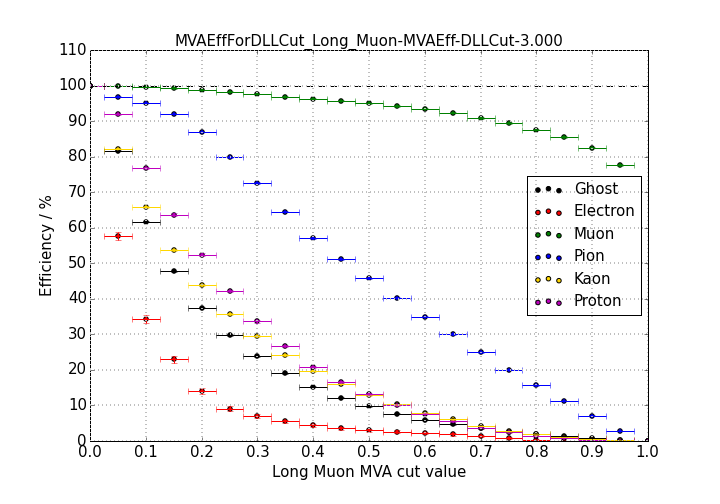 MVAEffForDLLCut_Long_Muon-MVAEff-DLLCut-3.000
110
100
90
80
70
60
50
40
30
20
10
0
Efficiency / %
Ghost
Electron
Muon
Pion
Kaon
Proton
0.0 0.1 0.2 0.3 0.4 0.5 0.6 0.7 0.8 0.9 1.0
Long Muon MVA cut value